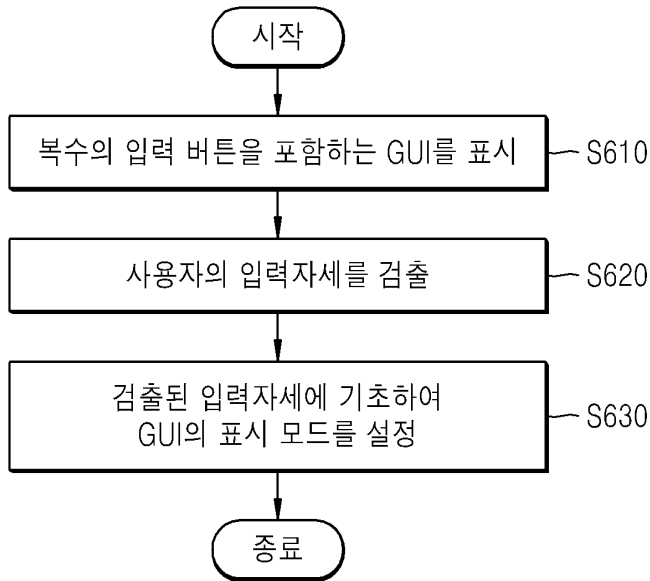 시작
복수의 입력 버튼을 포함하는 GUI를 표시
S610
사용자의 입력자세를 검출
S620
검출된 입력자세에 기초하여
GUI의 표시 모드를 설정
S630
종료